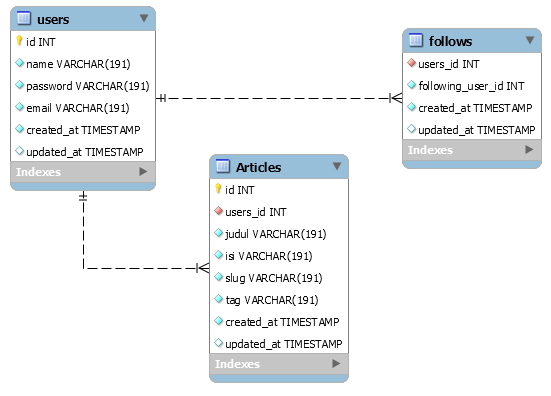 users
id INT
name VARCHAR(191)
password VARCHAR(191)
email VARCHAR(191)
created_at TIMESTAMP
updated_at TIMESTAMP
Indexes
follows
users_id INT
following_user_id INT
created_at TIMESTAMP
updated_at TIMESTAMP
Indexes
Articles
id INT
users_id INT
judul VARCHAR(191)
isi VARCHAR(191)
slug VARCHAR(191)
tag VARCHAR(191)
created_at TIMESTAMP
updated_at TIMESTAMP
Indexes